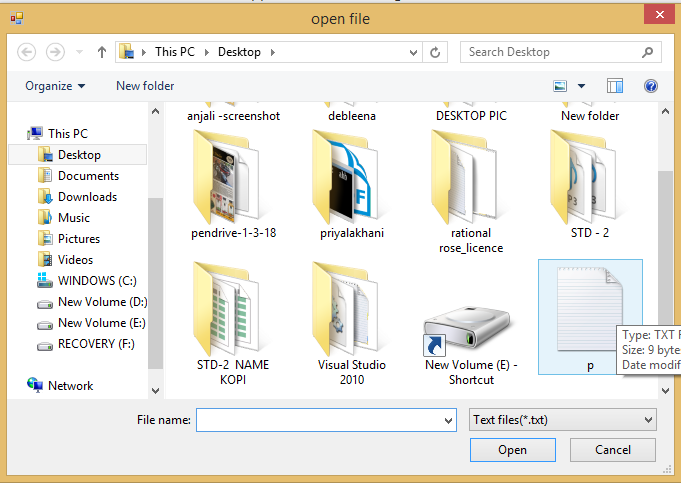 open file
This PC
Desktop
Search Desktop
Organize
New folder
This PC
Desktop
Documents
Downloads
Music
Pictures
Videos
WINDOWS (C:)
New Volume (D:)
New Volume (E:)
RECOVERY (F:)
Network
anjali -screenshot
debleena
DESKTOP PIC
New folder
pendrive-1-3-18
priyalakhani
rational
rose_licence
STD - 2
STD-2 NAME
KOPI
Visual Studio
2010
New Volume (E) -
Shortcut
p
Type: TXT F
Size: 9 bytes
Date modif
File name:
Text files(*.txt)
Open
Cancel